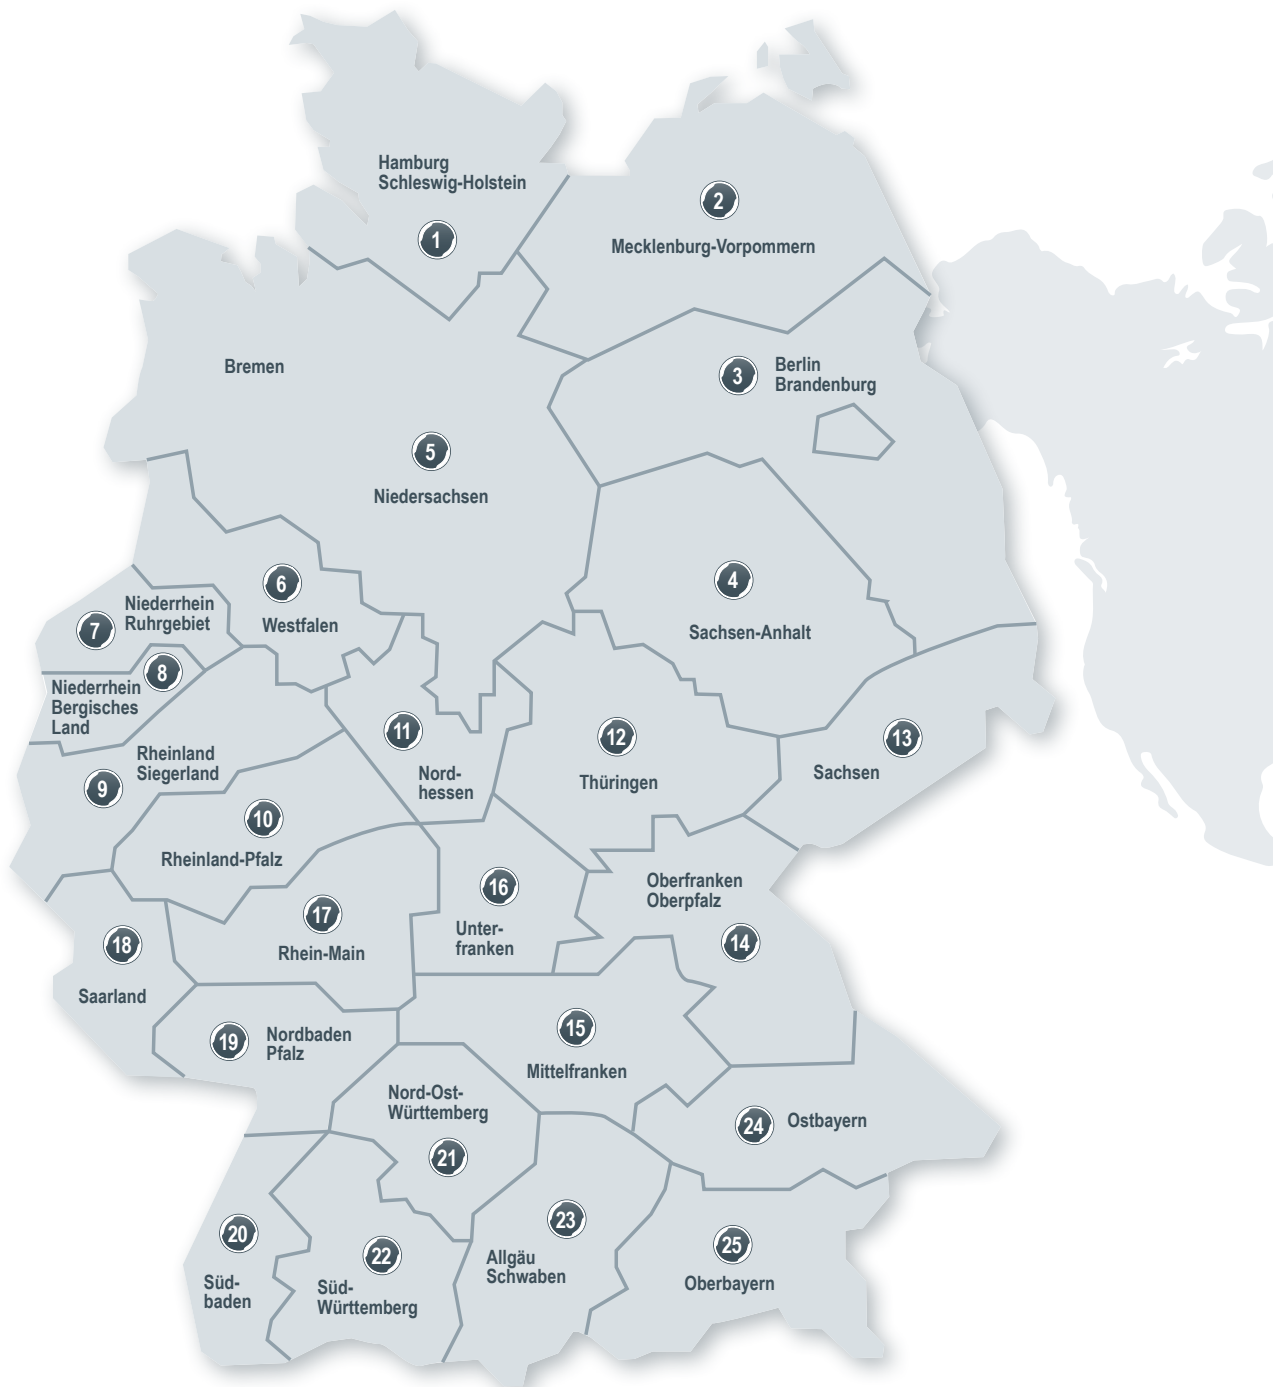 Hamburg
Schleswig-Holstein
1
2
Mecklenburg-Vorpommern
Bremen
3
Berlin
Brandenburg
5
Niedersachsen
4
Sachsen-Anhalt
6
Westfalen
7
Niederrhein
Ruhrgebiet
8
Niederrhein
Bergisches
Land
Rheinland
Siegerland
9
11
Nord-
hessen
12
Thüringen
13
Sachsen
10
Rheinland-Pfalz
16
Unter-
franken
Oberfranken
Oberpfalz
14
17
Rhein-Main
18
Saarland
19
Nordbaden
Pfalz
15
Mittelfranken
Nord-Ost-
Württemberg
21
24
Ostbayern
20
Süd-
baden
22
Süd-
Württemberg
23
Allgäu
Schwaben
25
Oberbayern